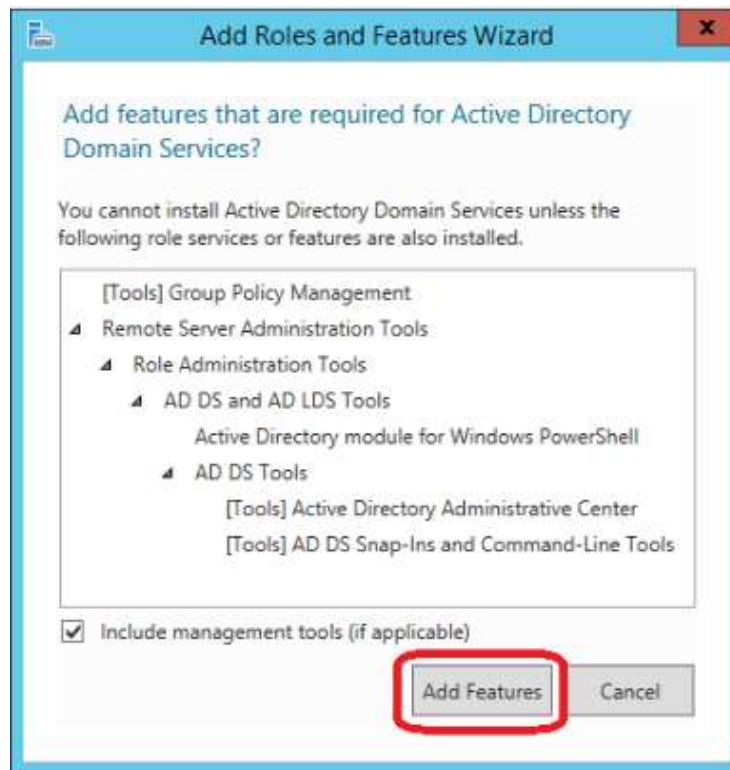 Add Roles and Features Wizard
x
Add features that are required for Active Directory
Domain Services?
You cannot install Active Directory Domain Services unless the
following role services or features are also installed.
[Tools] Group Policy Management
Remote Server Administration Tools
Role Administration Tools
AD DS and AD LDS Tools
Active Directory module for Windows PowerShell
AD DS Tools
[Tools] Active Directory Administrative Center
[Tools] AD DS Snap-Ins and Command-Line Tools
Include management tools (if applicable)
Add Features Cancel